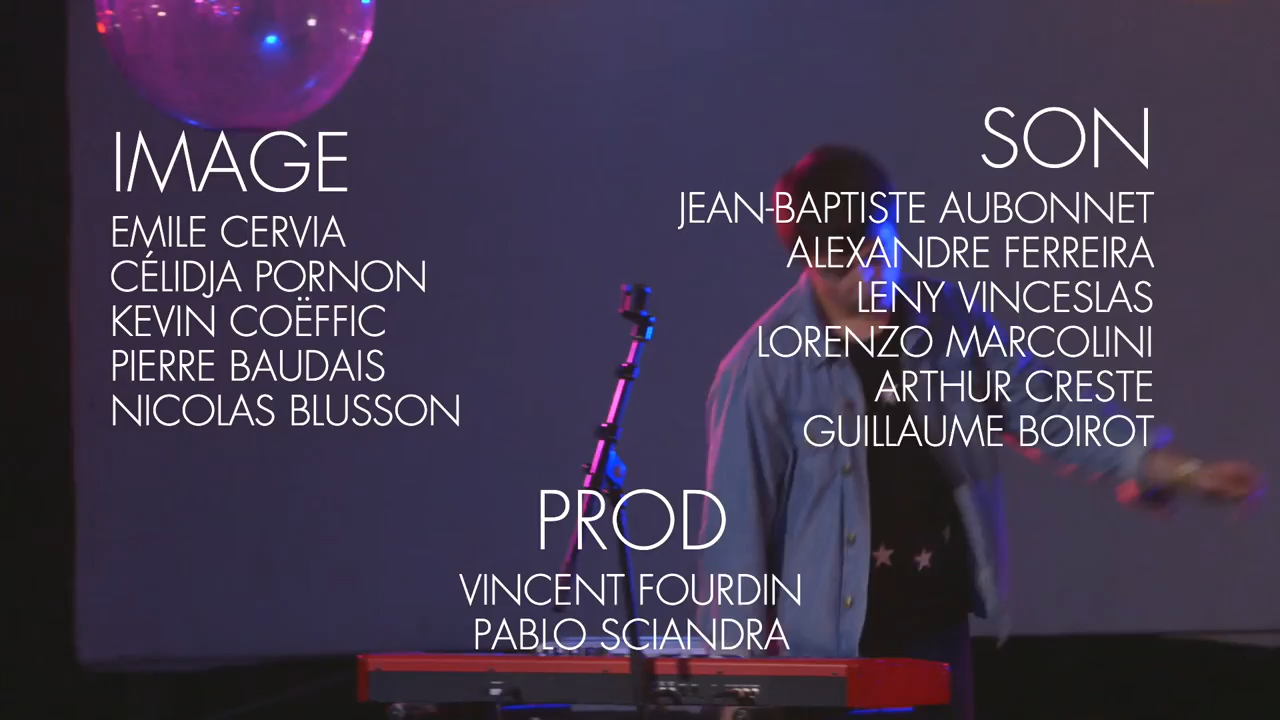 IMAGE
EMILE CERVIA
CÉLIDJA PORNON
KEVIN COËFFIC
PIERRE BAUDAIS
NICOLAS BLUSSON
SON
JEAN-BAPTISTE AUBONNET
ALEXANDRE FERREIRA
LENY VINCESLAS
LORENZO MARCOLINI
ARTHUR CRESTE
GUILLAUME BOIROT
PROD
VINCENT FOURDIN
PABLO SCIANDRA